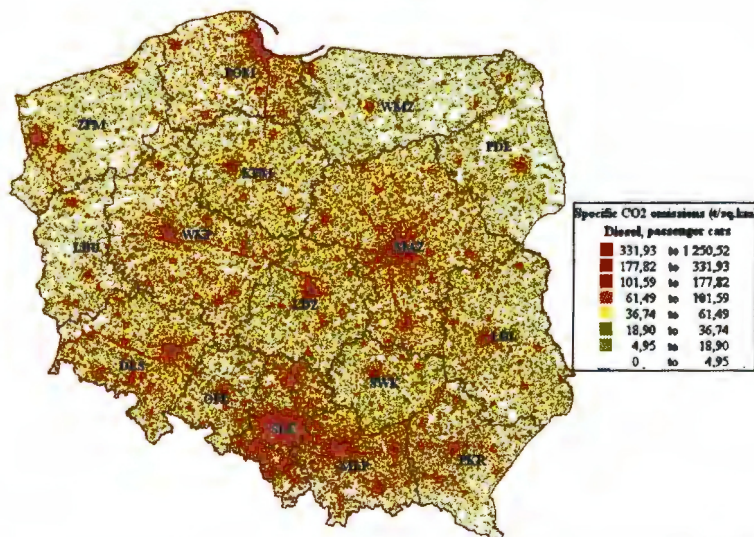 POM
WMZ
ZPM
PDL
KPM
WKP
LBU
MAZ
LDZ
LBL
DLS
OPL
SWK
SLK
MLP
PKR
Specific CO2 emissions (t/sq.km)
Diesel, passenger cars
331,93 to 1 250,52
177,82 to 331,93
101,59 to 177,82
61,49 to 101,59
36,74 to 61,49
18,90 to 36,74
4,95 to 18,90
0 to 4,95